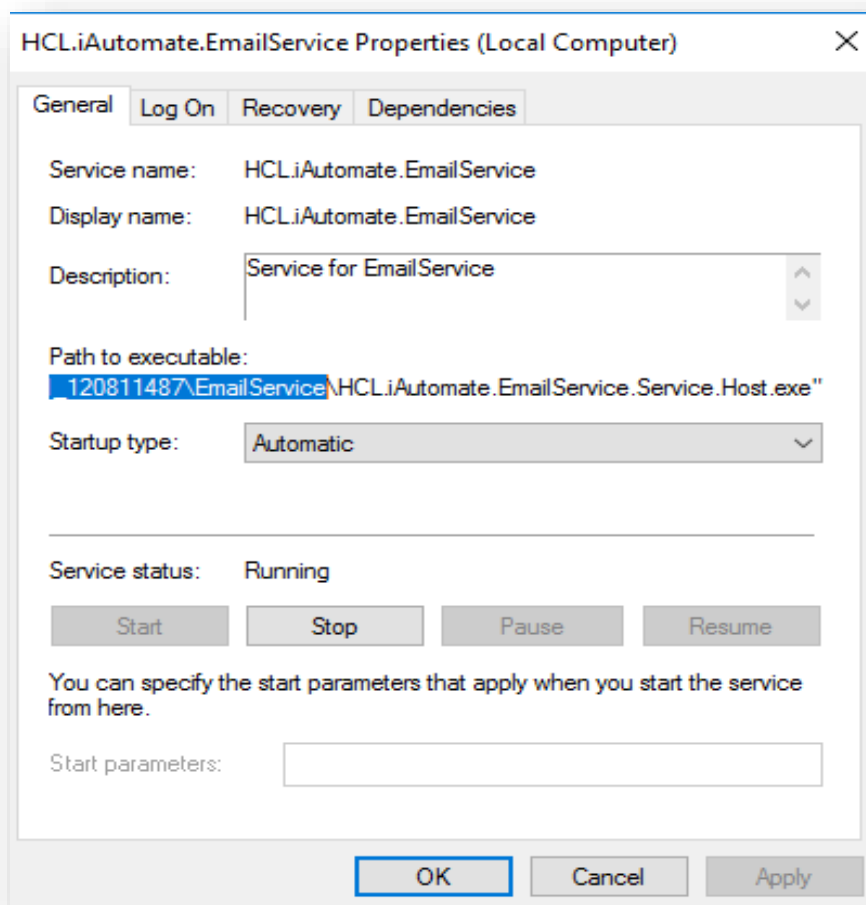 HCL.iAutomate.EmailService Properties (Local Computer)
General Log On Recovery Dependencies
Service name: HCL.iAutomate.EmailService
Display name: HCL.iAutomate.EmailService
Description: Service for EmailService
Path to executable:
_120811487\EmailService\HCL.iAutomate.EmailService.Service.Host.exe"
Startup type: Automatic
Service status: Running
Start Stop Pause Resume
You can specify the start parameters that apply when you start the service
from here.
Start parameters:
OK Cancel Apply